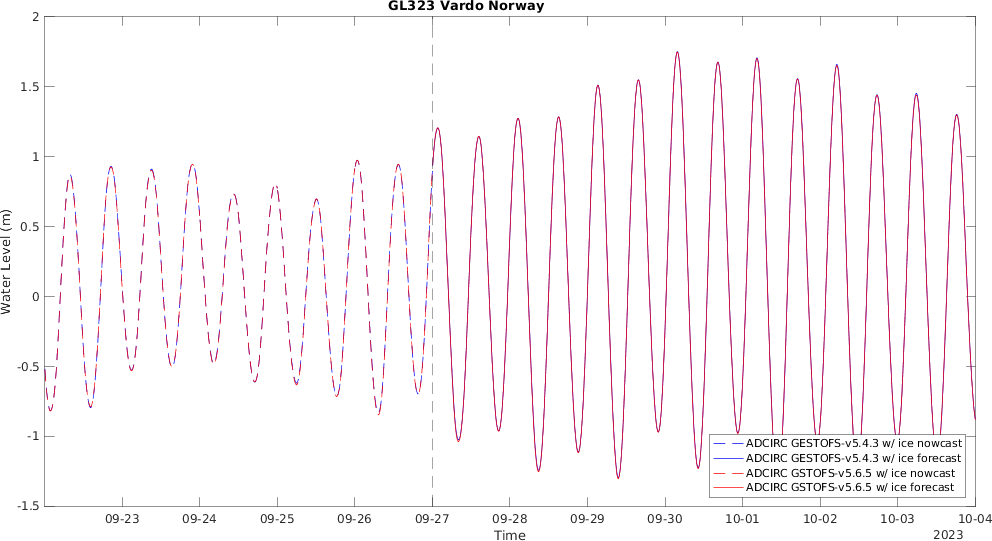 GL323 Vardo Norway
2
1.5
1
0.5
0
-0.5
-1
-1.5
Water Level (m)
ADCIRC GESTOFS-v5.4.3 w/ ice nowcast
ADCIRC GESTOFS-v5.4.3 w/ ice forecast
ADCIRC GSTOFS-v5.6.5 w/ ice nowcast
ADCIRC GSTOFS-v5.6.5 w/ ice forecast
09-23 09-24 09-25 09-26 09-27 09-28 09-29 09-30 10-01 10-02 10-03 10-04
Time
2023